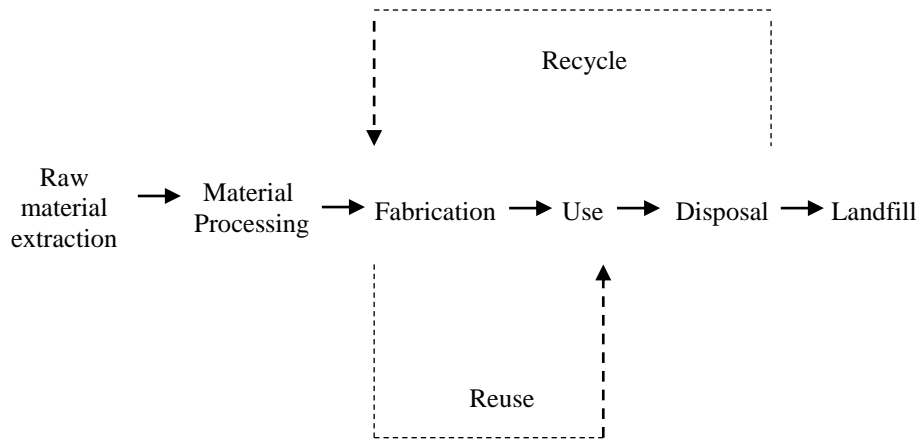 Recycle
Raw
material
extraction
Material
Processing
Fabrication
Use
Disposal
Landfill
Reuse